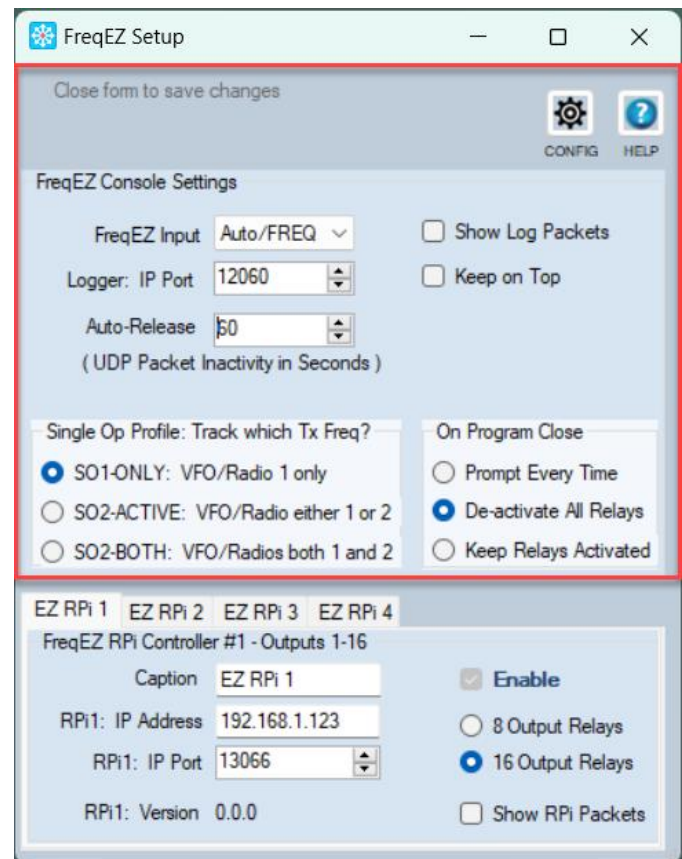 FreqEZ Setup
Close form to save changes
CONFIG
HELP
FreqEZ Console Settings
FreqEZ Input Auto/FREQ
Show Log Packets
Logger: IP Port 12060
Keep on Top
Auto-Release 60
( UDP Packet Inactivity in Seconds )
Single Op Profile: Track which Tx Freq?
SO1-ONLY: VFO/Radio 1 only
SO2-ACTIVE: VFO/Radio either 1 or 2
SO2-BOTH: VFO/Radios both 1 and 2
On Program Close
Prompt Every Time
De-activate All Relays
Keep Relays Activated
EZ RPi 1 EZ RPi 2 EZ RPi 3 EZ RPi 4
FreqEZ RPi Controller #1 - Outputs 1-16
Caption EZ RPi 1
Enable
RPi1: IP Address 192.168.1.123
8 Output Relays
RPi1: IP Port 13066
16 Output Relays
RPi1: Version 0.0.0
Show RPi Packets